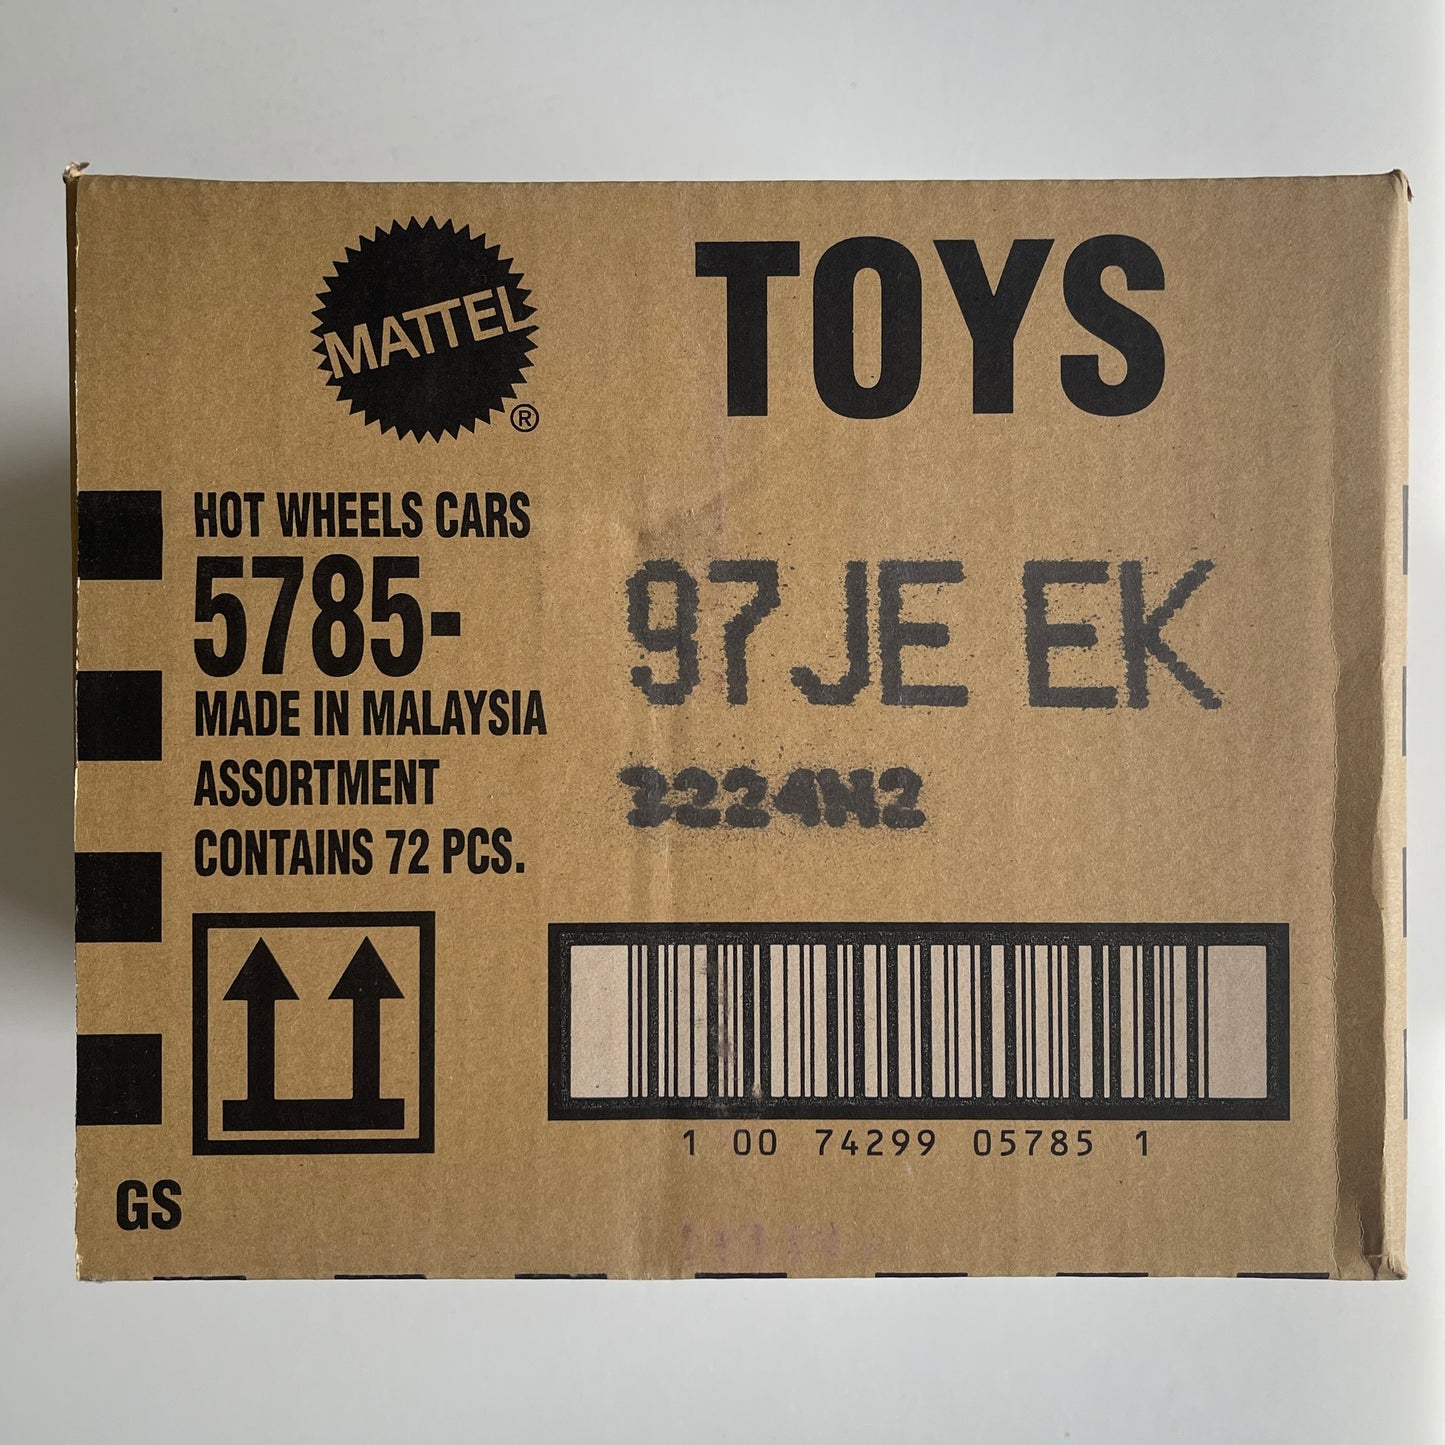 MATTEL®
TOYS
HOT WHEELS CARS
5785-
MADE IN MALAYSIA
ASSORTMENT
CONTAINS 72 PCS.
97JE EK
3224N2
1 00 74299 05785 1
GS